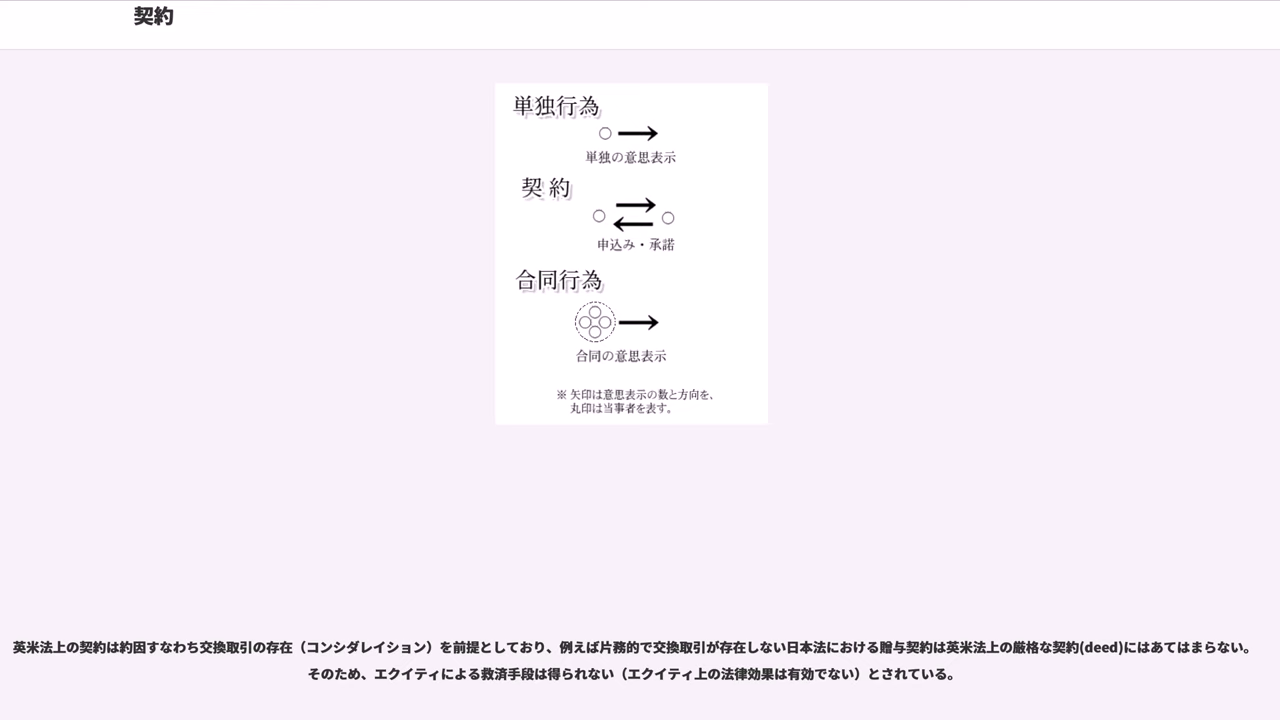 契約
単独行為
単独の意思表示
契 約
申込み・承諾
合同行為
合同の意思表示
※ 矢印は意思表示の数と方向を、
丸印は当事者を表す。
英米法上の契約は約因すなわち交換取引の存在（コンシダレイション）を前提としており、例えば片務的で交換取引が存在しない日本法における贈与契約は英米法上の厳格な契約(deed)にはあてはまらない。
そのため、エクイティによる救済手段は得られない（エクイティ上の法律効果は有効でない）とされている。